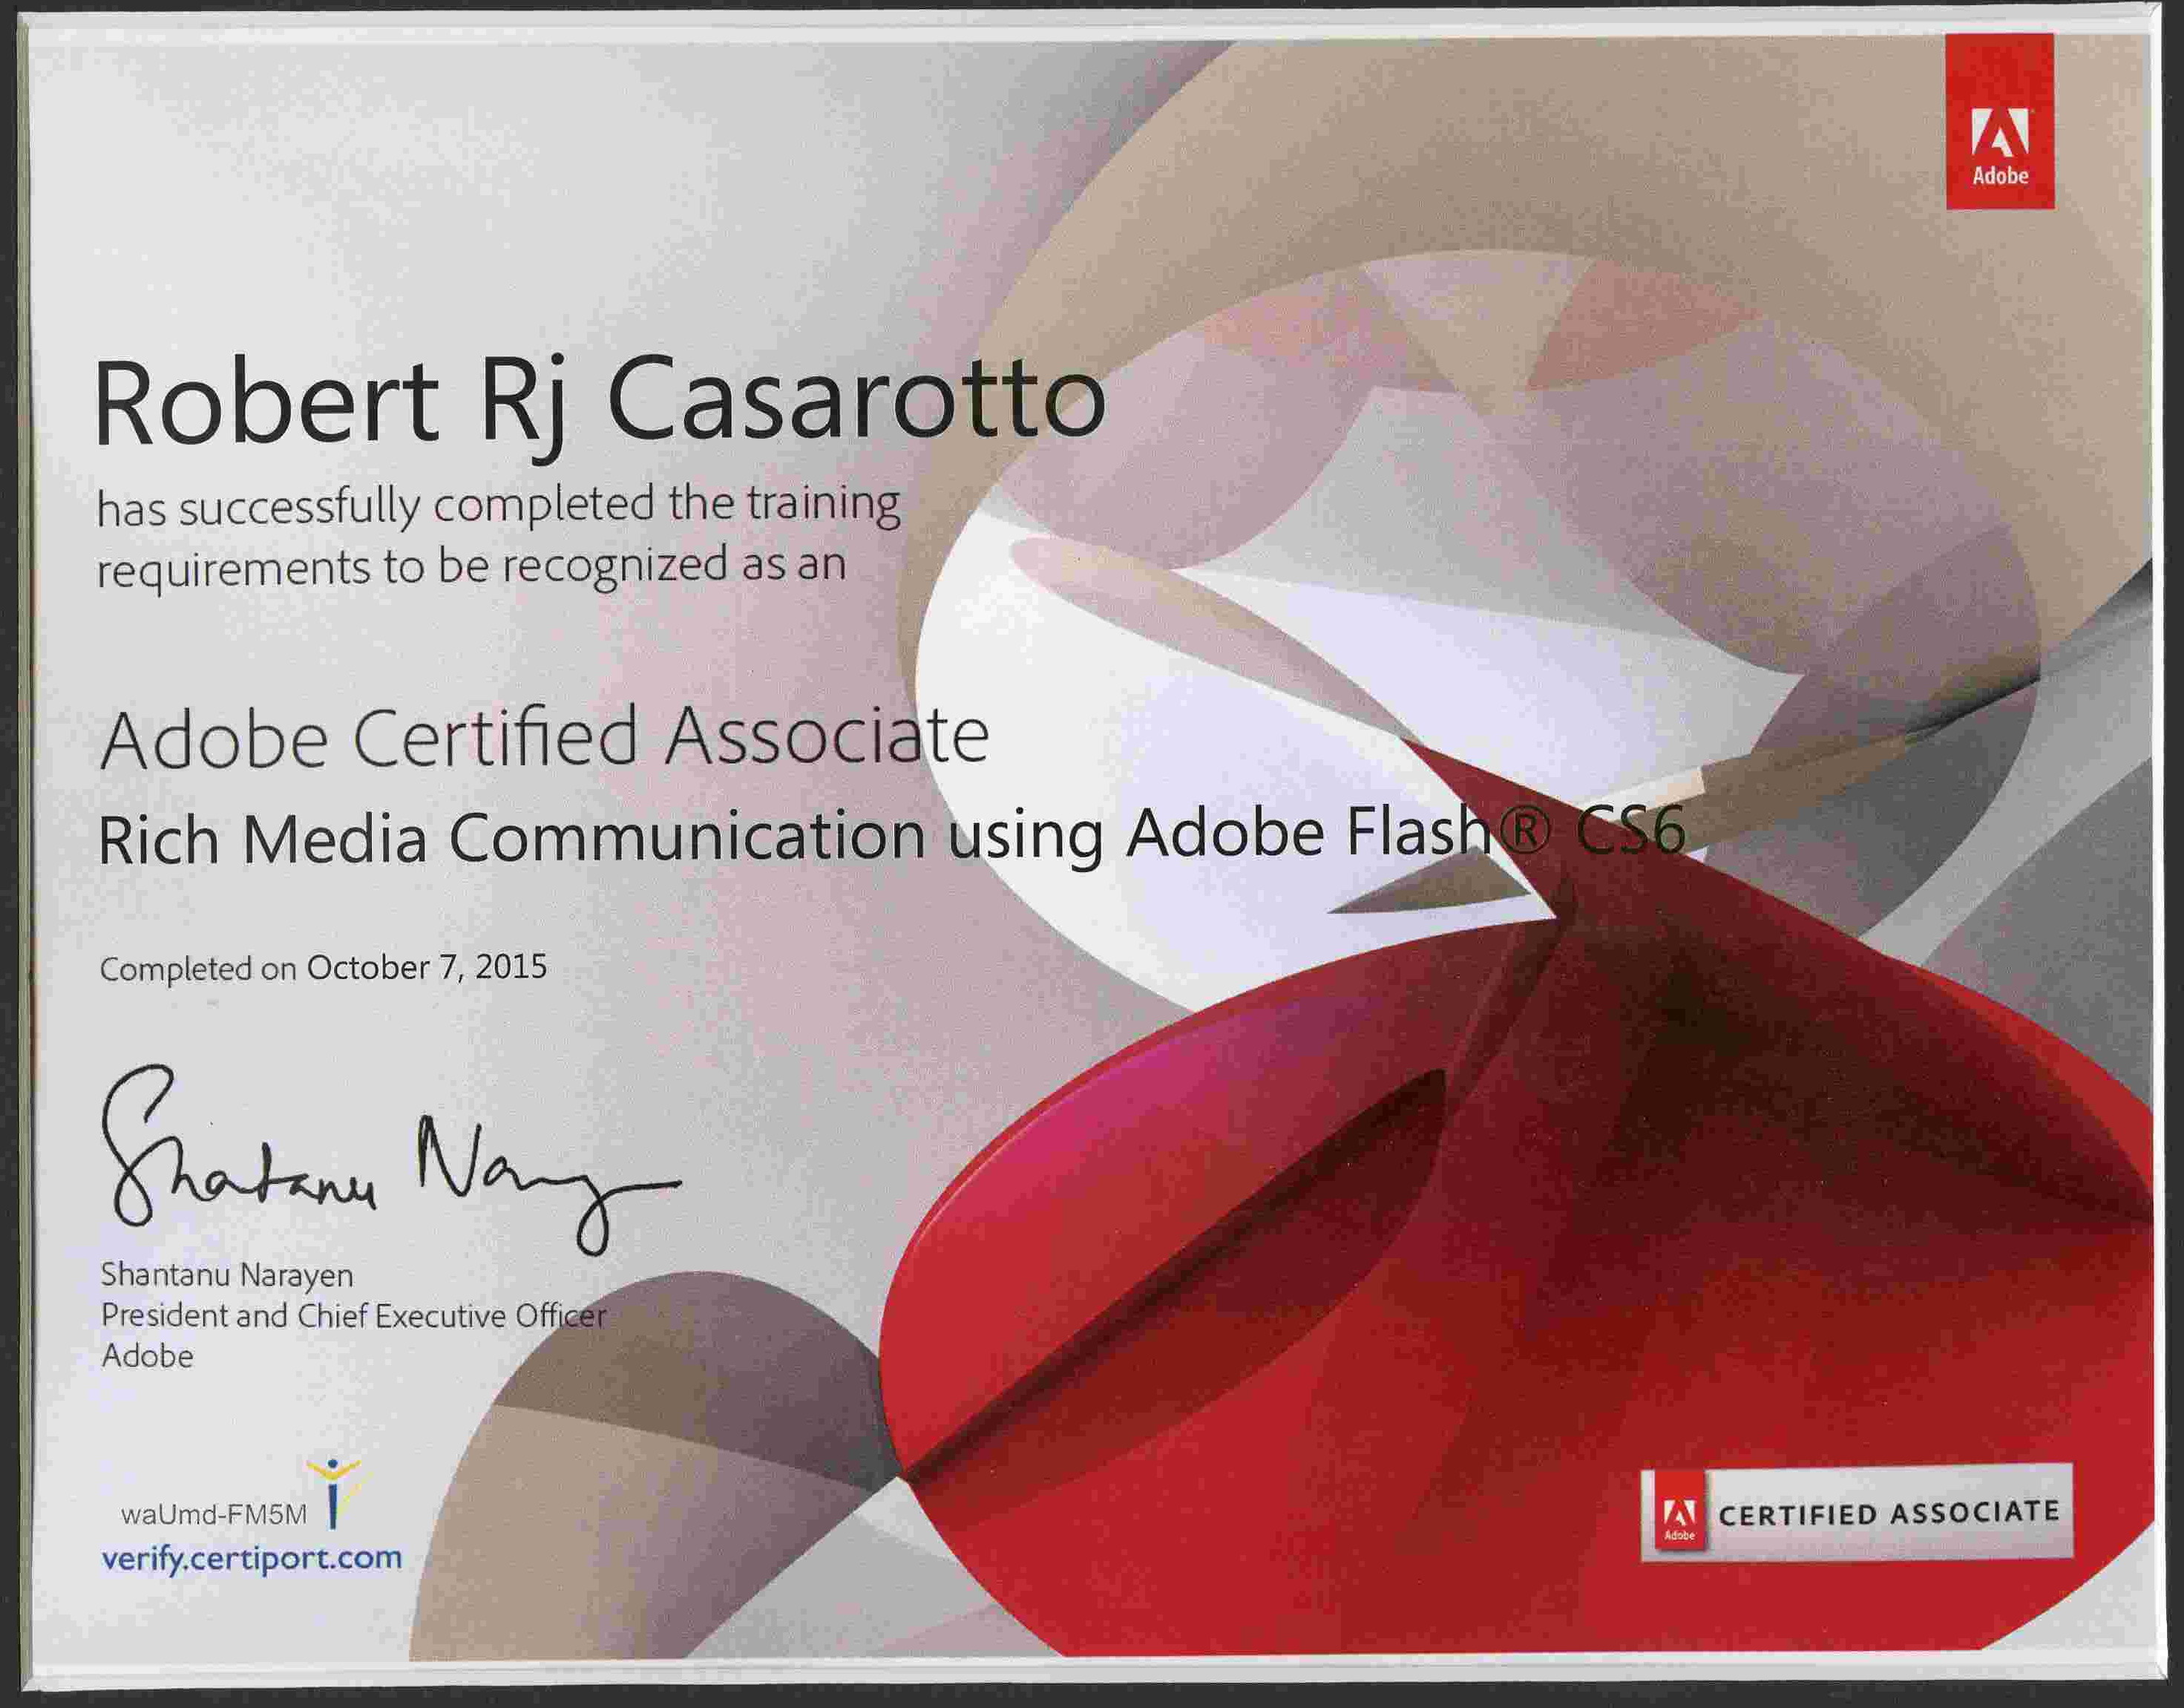 Adobe
Robert Rj Casarotto
has successfully completed the training
requirements to be recognized as an
Adobe Certified Associate
Rich Media Communication using Adobe Flash® CS6
Completed on October 7, 2015
Shantanu Narayen
Shantanu Narayen
President and Chief Executive Officer
Adobe
waUmd-FM5M
verify.certiport.com
Adobe
CERTIFIED ASSOCIATE